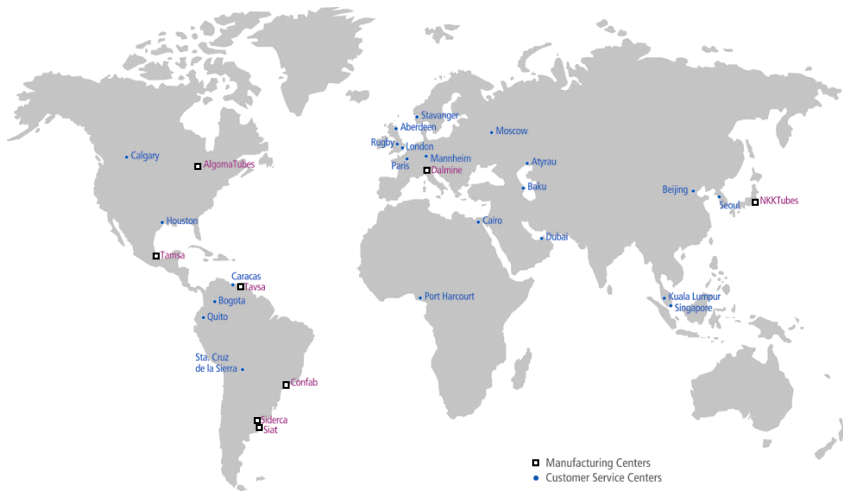 Stavanger
Aberdeen
Rugby
London
Moscow
Paris
Mannheim
Dalmine
Atyrau
Baku
Calgary
AlgomaTubes
Beijing
Seoul
NKKTubes
Houston
Cairo
Dubai
Tamsa
Caracas
Tavsa
Bogota
Quito
Port Harcourt
Kuala Lumpur
Singapore
Sta. Cruz
de la Sierra
Confab
Siderca
Siat
Manufacturing Centers
Customer Service Centers